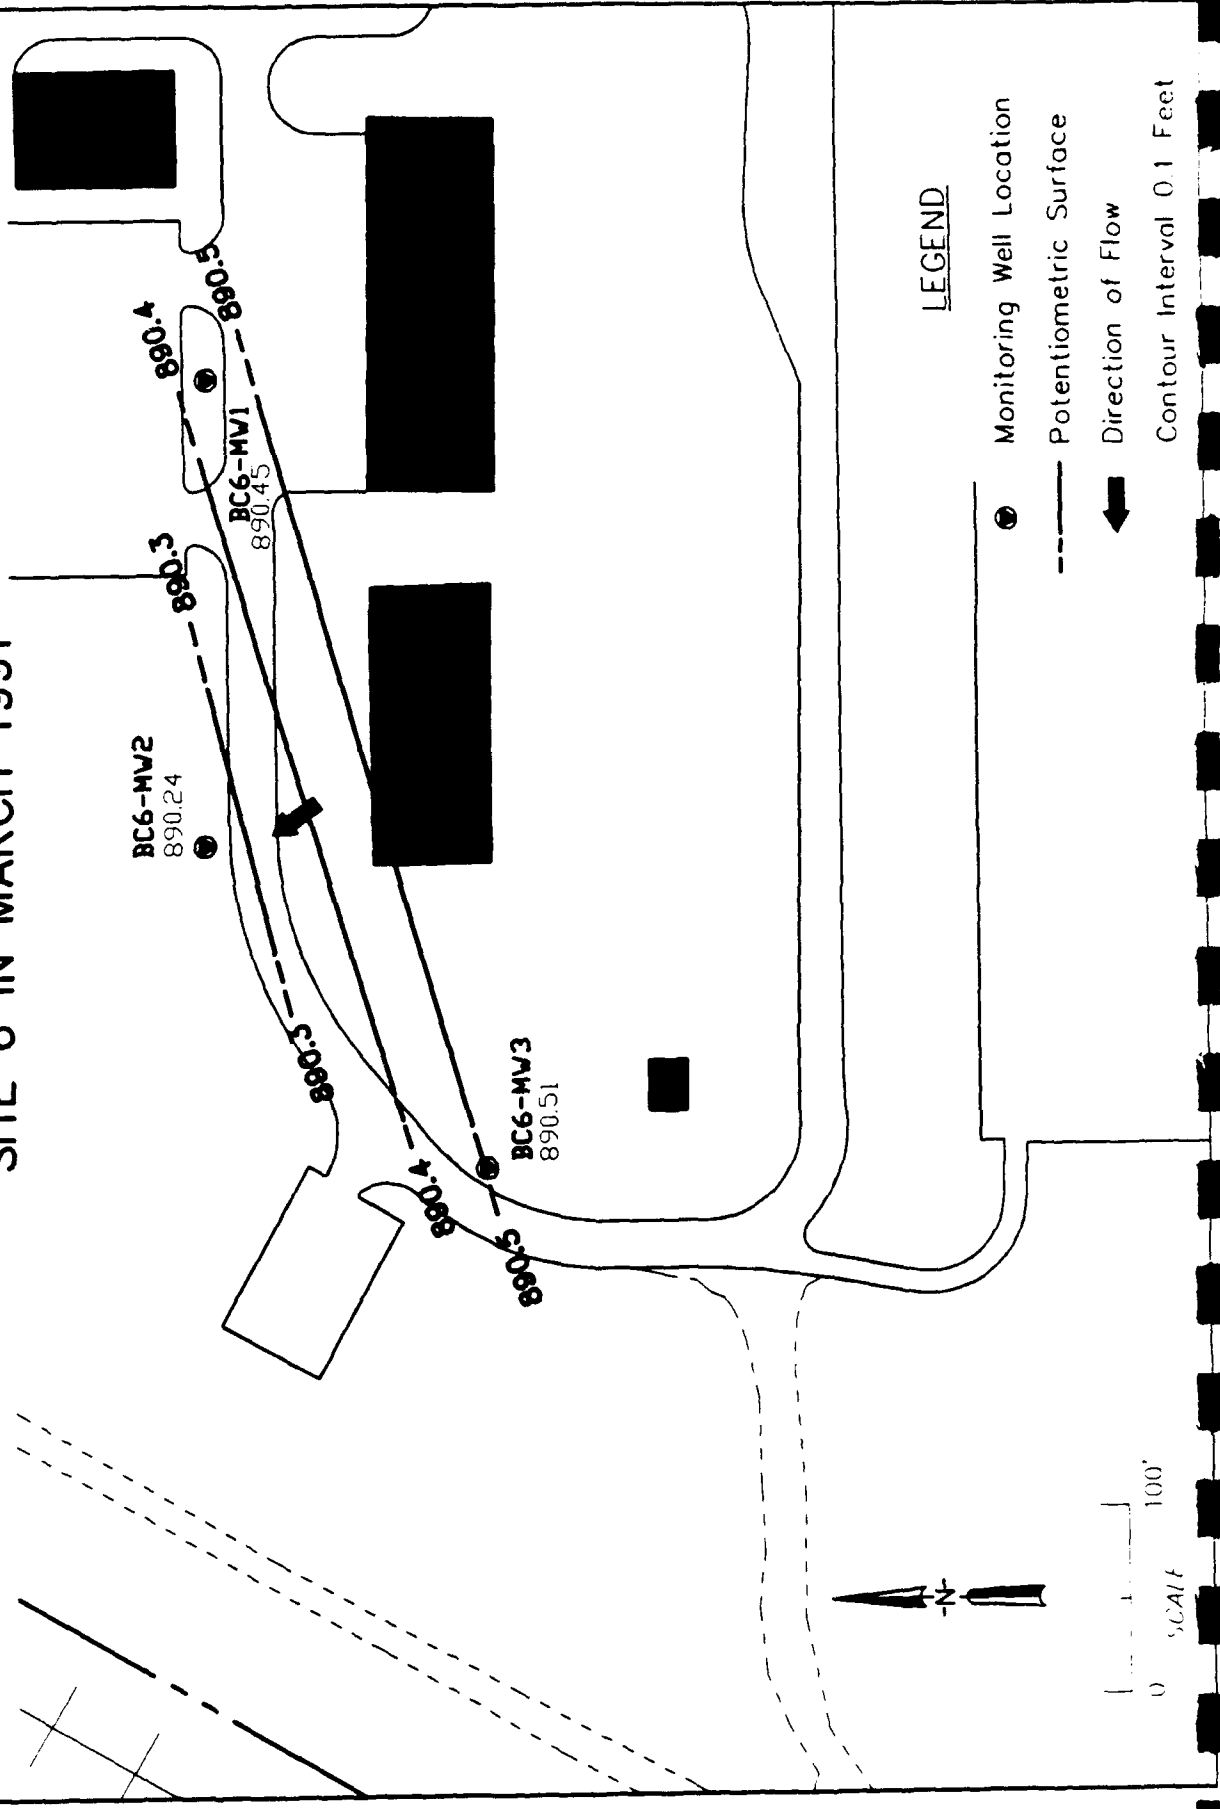 SITE 6 IN MARCH 1991
890.5
890.4
890.3
BC6-MW1
890.45
BC6-MW2
890.24
890.3
890.4
890.5
BC6-MW3
890.51
LEGEND
Monitoring Well Location
Potentiometric Surface
Direction of Flow
Contour Interval 0.1 Feet
-N-
0
100'
SCALE